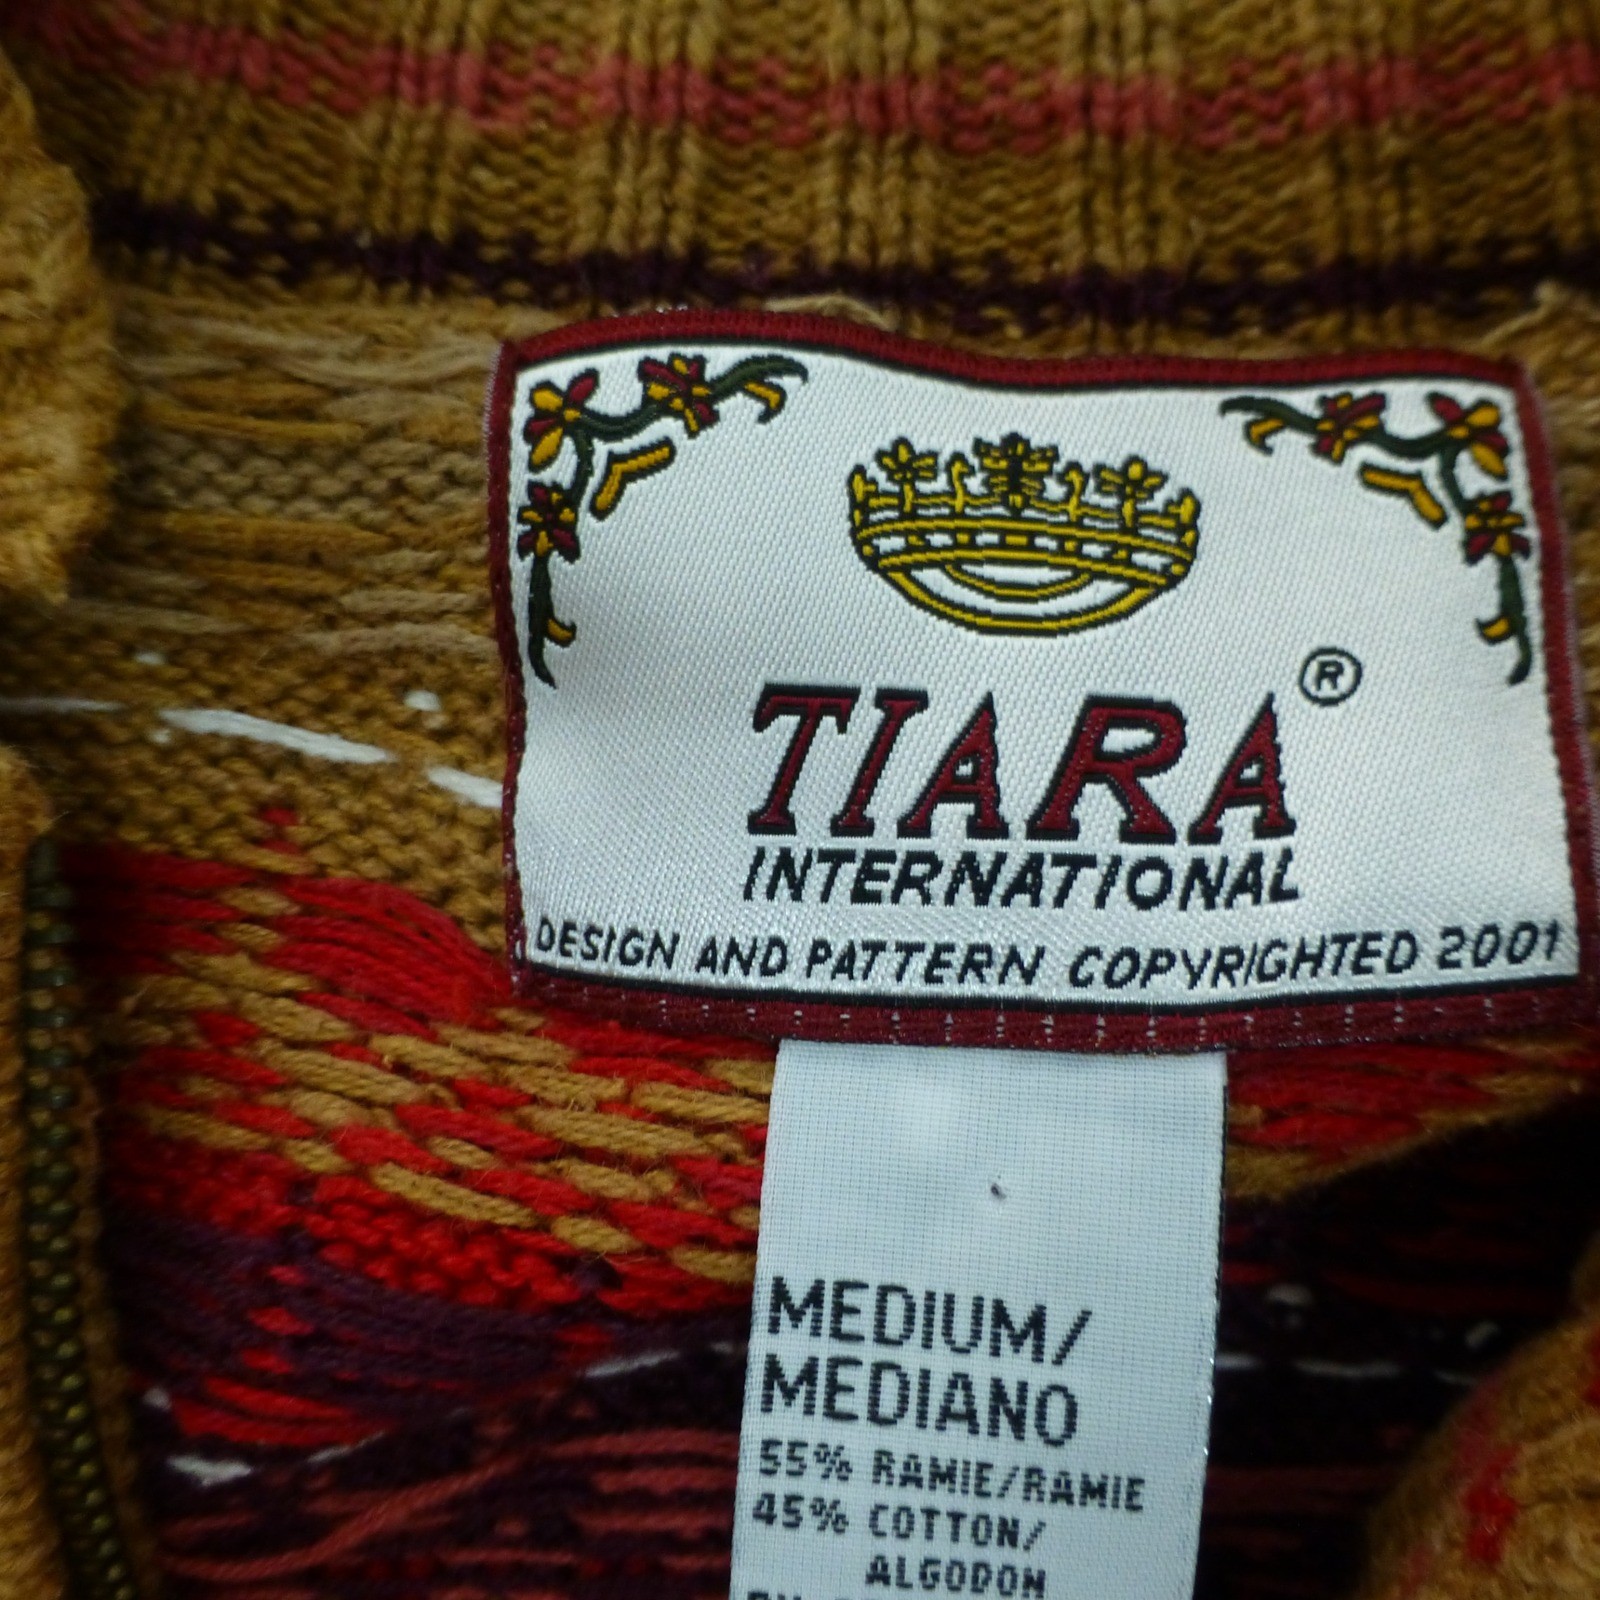 TIARA ®
INTERNATIONAL
DESIGN AND PATTERN COPYRIGHTED 2001
MEDIUM/
MEDIANO
55% RAMIE/RAMIE
45% COTTON/
ALGODON